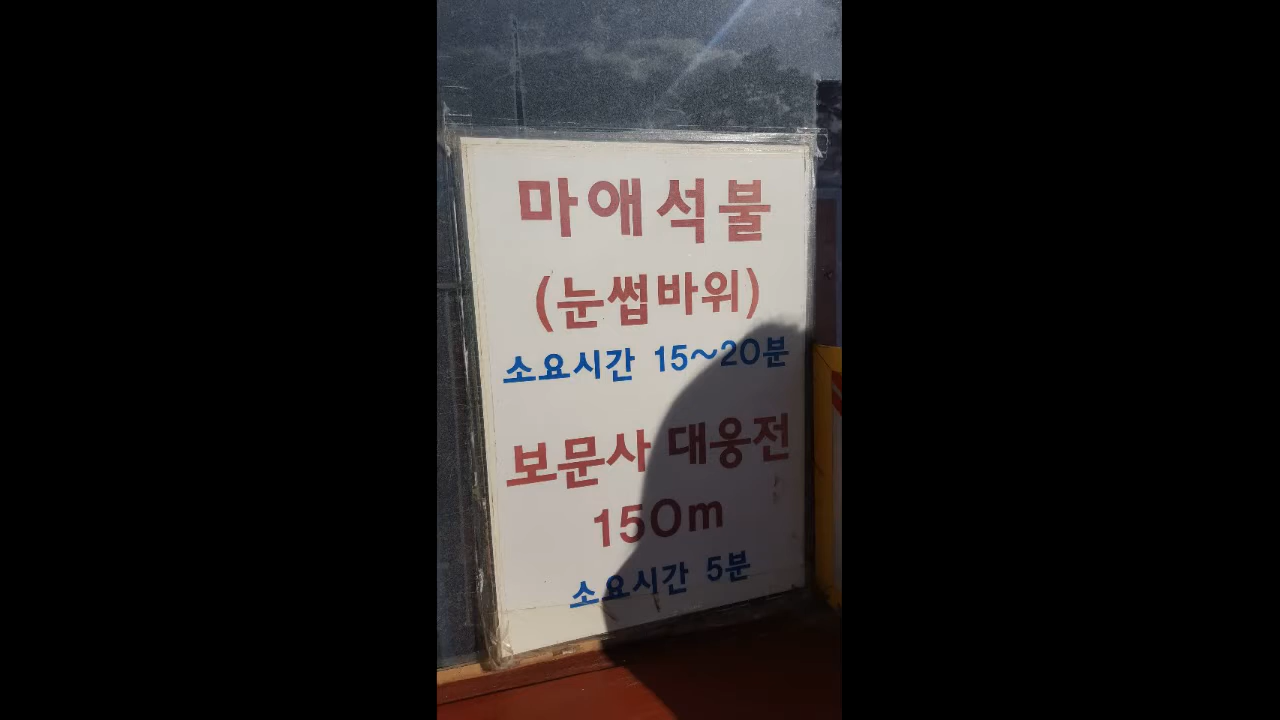 마애석불
(눈썹바위)
소요시간 15~20분
보문사 대웅전
150m
소요시간 5분